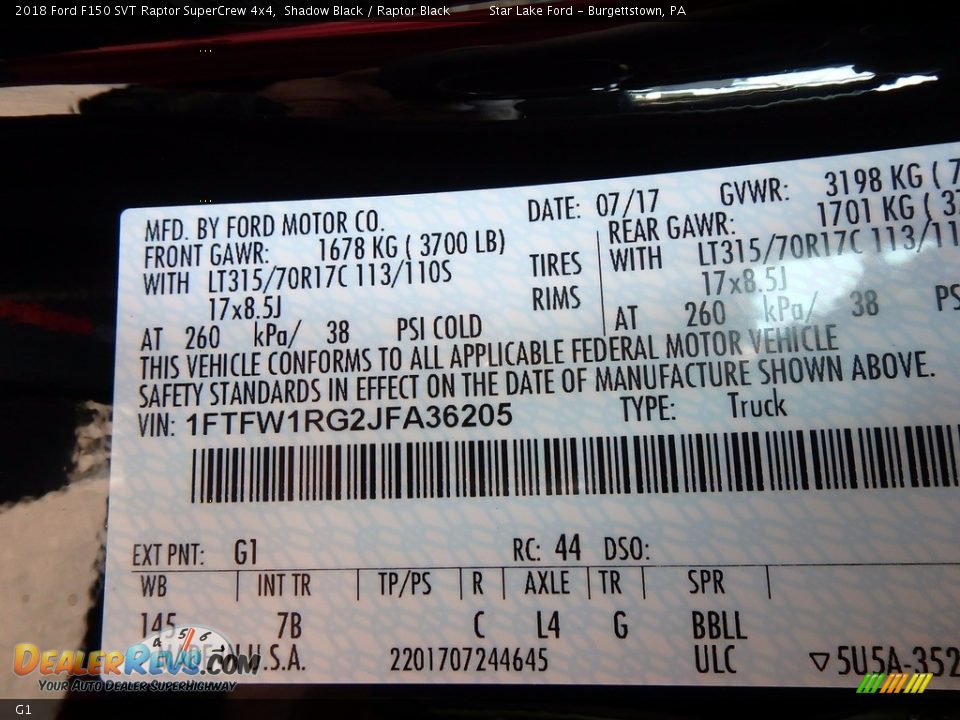 2018 Ford F150 SVT Raptor SuperCrew 4x4, Shadow Black / Raptor Black Star Lake Ford - Burgettstown, PA
MFD. BY FORD MOTOR CO. DATE: 07/17 GVWR: 3198 KG ( 7
FRONT GAWR: 1678 KG ( 3700 LB) REAR GAWR: 1701 KG ( 37
WITH LT315/70R17C 113/110S TIRES WITH LT315/70R17C 113/11
17x8.5J RIMS 17x8.5J
AT 260 kPa/ 38 PSI COLD AT 260 kPa/ 38 PS
THIS VEHICLE CONFORMS TO ALL APPLICABLE FEDERAL MOTOR VEHICLE
SAFETY STANDARDS IN EFFECT ON THE DATE OF MANUFACTURE SHOWN ABOVE.
VIN: 1FTFW1RG2JFA36205 TYPE: Truck
EXT PNT: G1 RC: 44 DSO:
WB INT TR TP/PS R AXLE TR SPR
145 7B C L4 G BBLL
MADE U.S.A. 2201707244645 ULC ▽5U5A-352
4 5 6
DEALERREVS.COM
YOUR AUTO DEALER SUPERHIGHWAY
G1